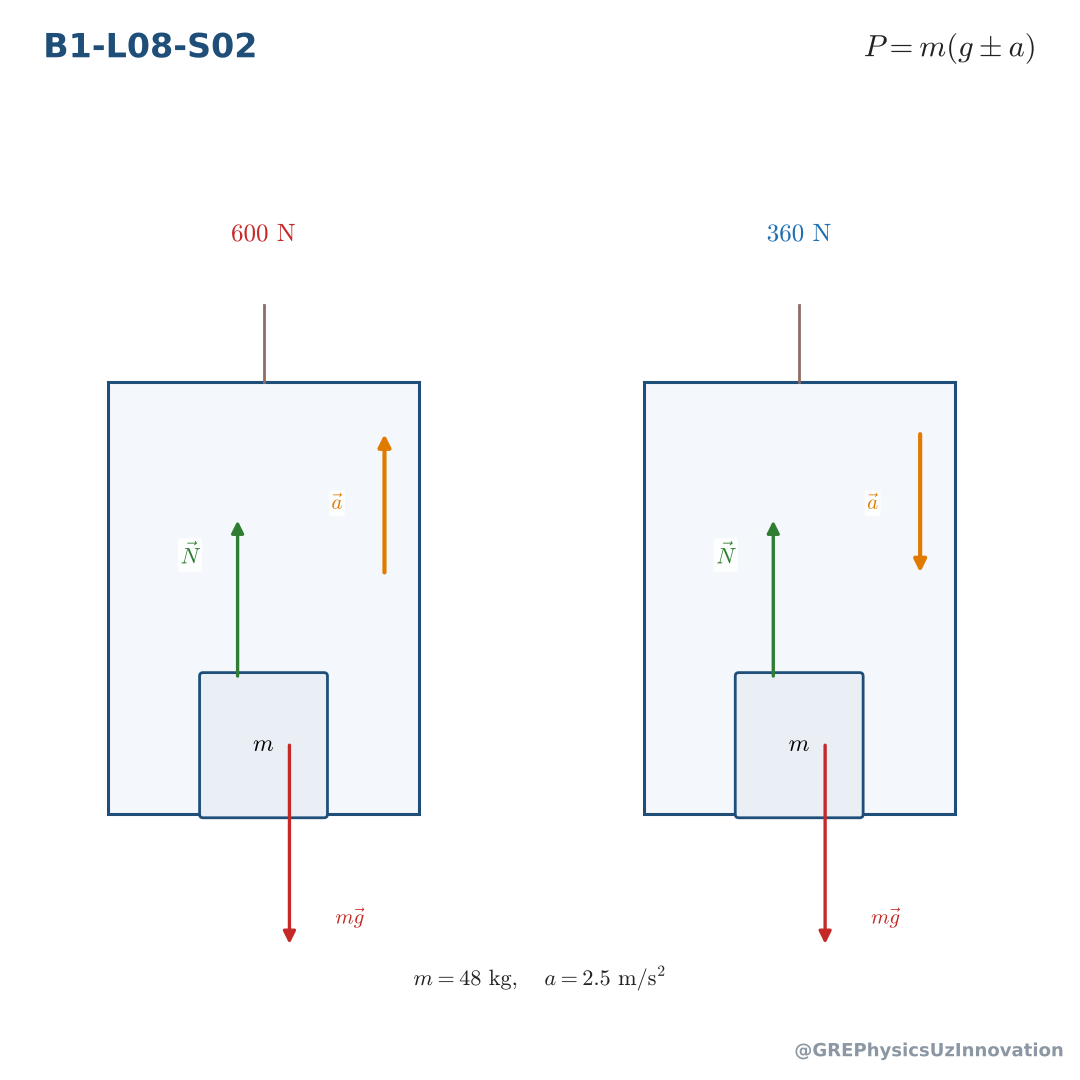 B1-L08-S02
P = m(g ± a)
600 N
360 N
a⃗
a⃗
N⃗
N⃗
m
m
mg⃗
mg⃗
m = 48 kg, a = 2.5 m/s²
@GREPhysicsUzInnovation